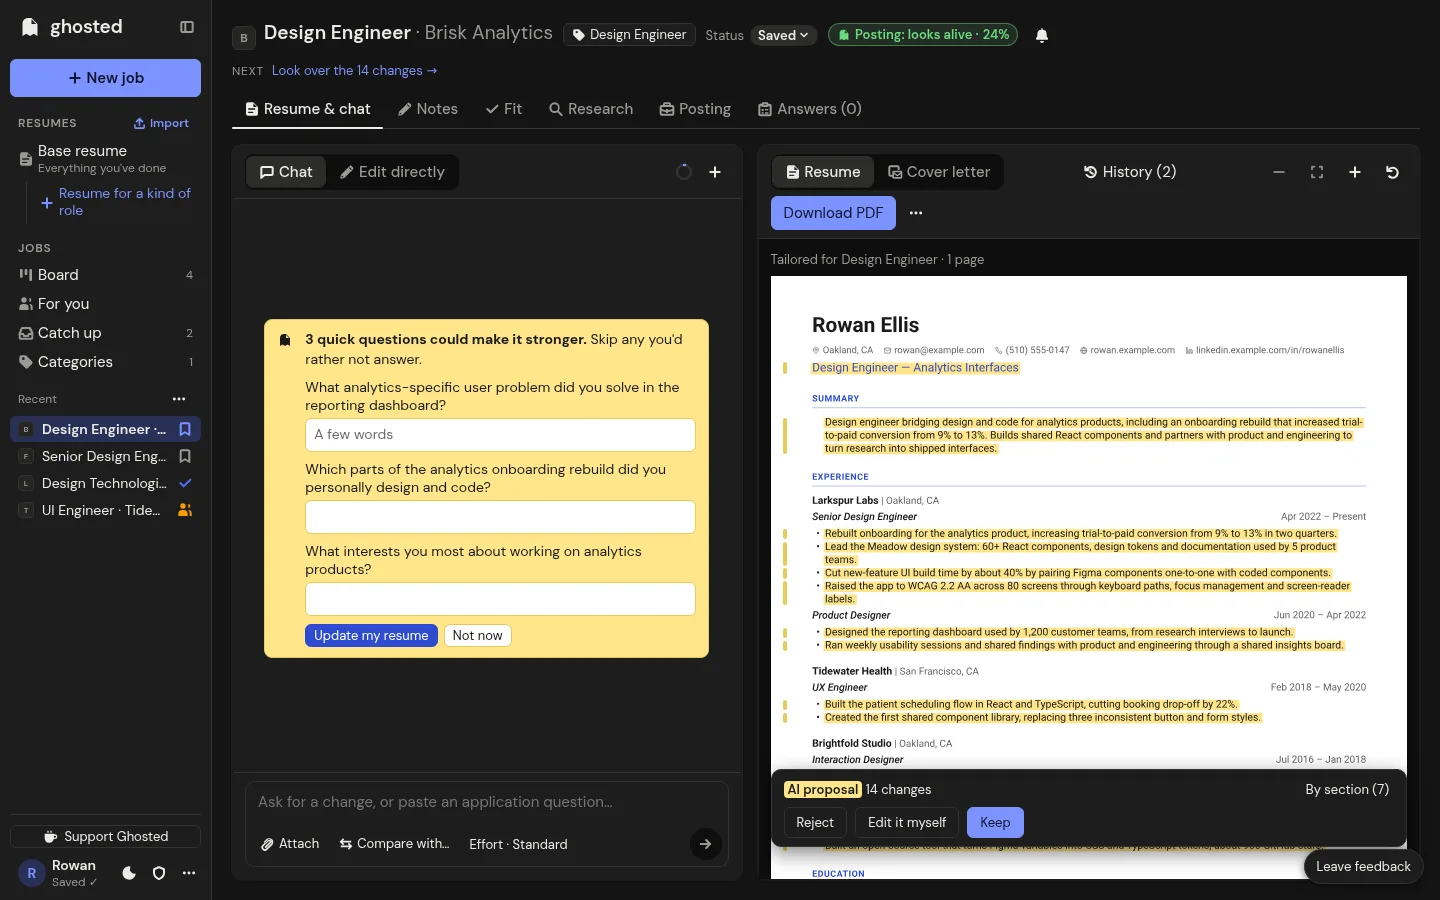 ghosted
New job
RESUMES
Import
Base resume
Everything you've done
Resume for a kind of role
JOBS
Board 4
For you
Catch up 2
Categories 1
Recent
B Design Engineer ·...
F Senior Design Eng...
L Design Technologi...
T UI Engineer · Tide...
Support Ghosted
R Rowan
Saved ✓
B Design Engineer · Brisk Analytics
Design Engineer
Status Saved
Posting: looks alive · 24%
NEXT Look over the 14 changes →
Resume & chat
Notes
Fit
Research
Posting
Answers (0)
Chat
Edit directly
3 quick questions could make it stronger. Skip any you'd
rather not answer.
What analytics-specific user problem did you solve in the
reporting dashboard?
A few words
Which parts of the analytics onboarding rebuild did you
personally design and code?
What interests you most about working on analytics
products?
Update my resume
Not now
Ask for a change, or paste an application question...
Attach
Compare with...
Effort · Standard
Resume
Cover letter
History (2)
Download PDF
Tailored for Design Engineer · 1 page
Rowan Ellis
Oakland, CA rowan@example.com (510) 555-0147 rowan.example.com linkedin.example.com/in/rowanellis
Design Engineer — Analytics Interfaces
SUMMARY
Design engineer bridging design and code for analytics products, including an onboarding rebuild that increased trial-
to-paid conversion from 9% to 13%. Builds shared React components and partners with product and engineering to
turn research into shipped interfaces.
EXPERIENCE
Larkspur Labs | Oakland, CA
Senior Design Engineer Apr 2022 – Present
• Rebuilt onboarding for the analytics product, increasing trial-to-paid conversion from 9% to 13% in two quarters.
• Lead the Meadow design system: 60+ React components, design tokens and documentation used by 5 product
teams.
• Cut new-feature UI build time by about 40% by pairing Figma components one-to-one with coded components.
• Raised the app to WCAG 2.2 AA across 80 screens through keyboard paths, focus management and screen-reader
labels.
Product Designer Jun 2020 – Apr 2022
• Designed the reporting dashboard used by 1,200 customer teams, from research interviews to launch.
• Ran weekly usability sessions and shared findings with product and engineering through a shared insights board.
Tidewater Health | San Francisco, CA
UX Engineer Feb 2018 – May 2020
• Built the patient scheduling flow in React and TypeScript, cutting booking drop-off by 22%.
• Created the first shared component library, replacing three inconsistent button and form styles.
Brightfold Studio | Oakland, CA
Interaction Designer Jul 2016 – Jan 2018
AI proposal 14 changes
By section (7)
Reject
Edit it myself
Keep
EDUCATION
Leave feedback